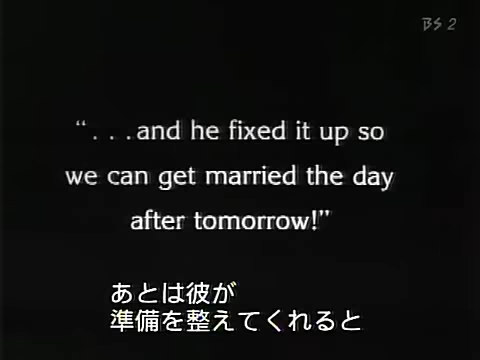 BS 2
“. . .and he fixed it up so
we can get married the day
after tomorrow!”
あとは彼が
準備を整えてくれると